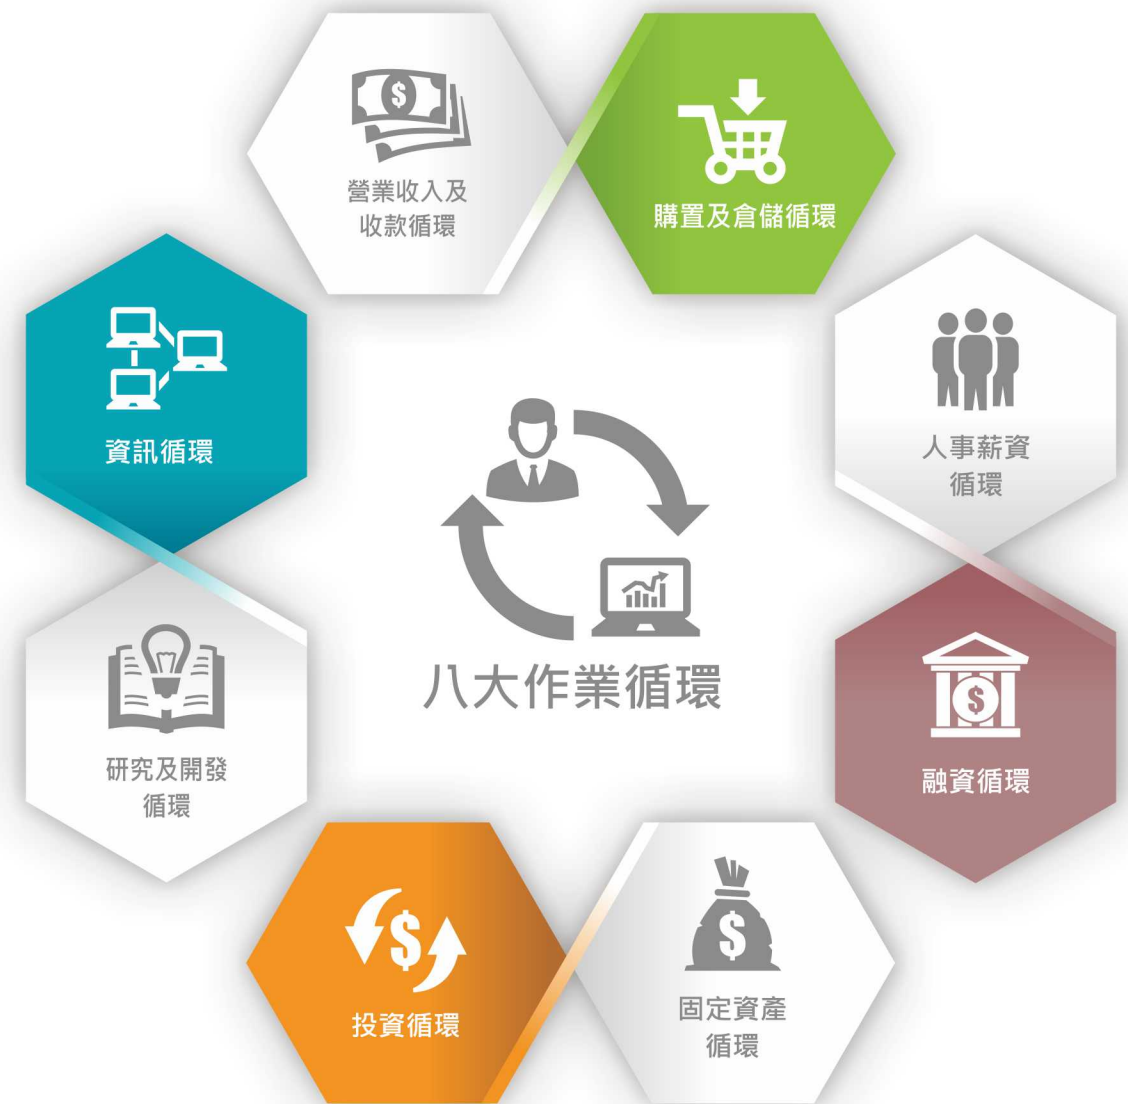 營業收入及
收款循環
購置及倉儲循環
資訊循環
人事薪資
循環
八大作業循環
研究及開發
循環
融資循環
投資循環
固定資產
循環